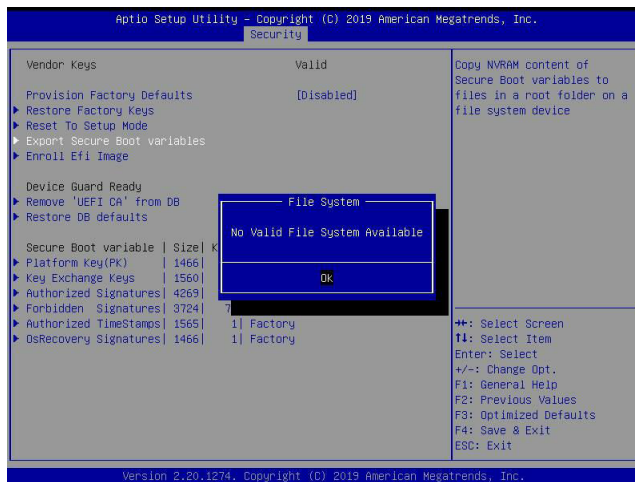 Aptio Setup Utility – Copyright (C) 2019 American Megatrends, Inc.
Security
Vendor Keys Valid
Provision Factory Defaults [Disabled]
Restore Factory Keys
Reset To Setup Mode
Export Secure Boot variables
Enroll Efi Image
Device Guard Ready
Remove 'UEFI CA' from DB
Restore DB defaults
Secure Boot variable | Size| K
Platform Key(PK) | 1466|
Key Exchange Keys | 1560|
Authorized Signatures| 4269|
Forbidden Signatures| 3724| 7
Authorized TimeStamps| 1565| 1| Factory
OsRecovery Signatures| 1466| 1| Factory
File System
No Valid File System Available
Ok
Copy NVRAM content of
Secure Boot variables to
files in a root folder on a
file system device
→←: Select Screen
↑↓: Select Item
Enter: Select
+/-: Change Opt.
F1: General Help
F2: Previous Values
F3: Optimized Defaults
F4: Save & Exit
ESC: Exit
Version 2.20.1274. Copyright (C) 2019 American Megatrends, Inc.